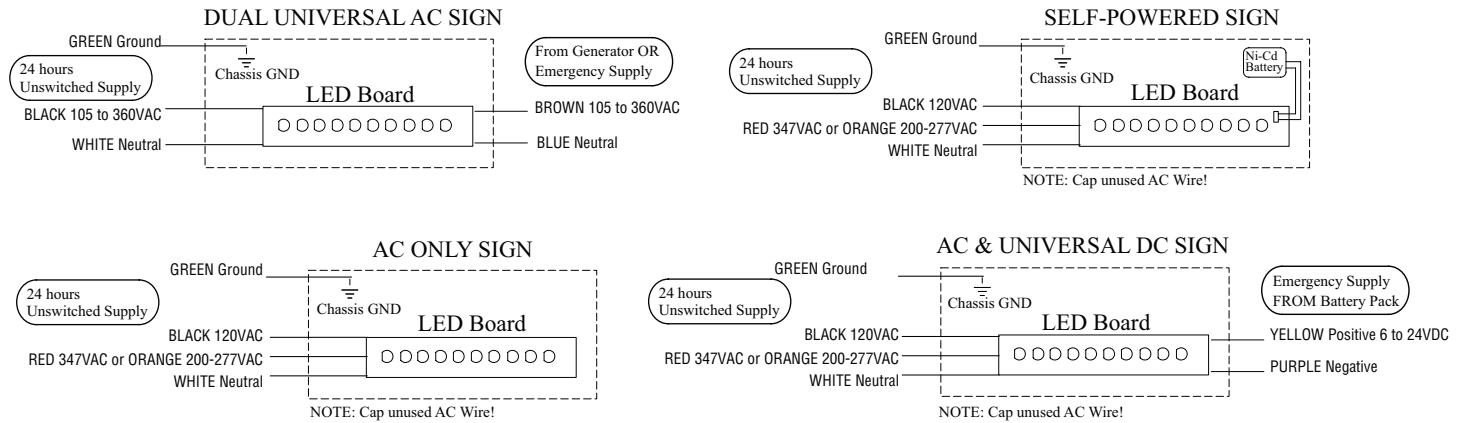 DUAL UNIVERSAL AC SIGN
GREEN Ground
24 hours
Unswitched Supply
Chassis GND
From Generator OR
Emergency Supply
LED Board
BLACK 105 to 360VAC
BROWN 105 to 360VAC
WHITE Neutral
BLUE Neutral
SELF-POWERED SIGN
GREEN Ground
24 hours
Unswitched Supply
Chassis GND
Ni-Cd
Battery
LED Board
BLACK 120VAC
RED 347VAC or ORANGE 200-277VAC
WHITE Neutral
NOTE: Cap unused AC Wire!
AC ONLY SIGN
GREEN Ground
24 hours
Unswitched Supply
Chassis GND
LED Board
BLACK 120VAC
RED 347VAC or ORANGE 200-277VAC
WHITE Neutral
NOTE: Cap unused AC Wire!
AC & UNIVERSAL DC SIGN
GREEN Ground
24 hours
Unswitched Supply
Chassis GND
Emergency Supply
FROM Battery Pack
LED Board
BLACK 120VAC
YELLOW Positive 6 to 24VDC
RED 347VAC or ORANGE 200-277VAC
PURPLE Negative
WHITE Neutral
NOTE: Cap unused AC Wire!